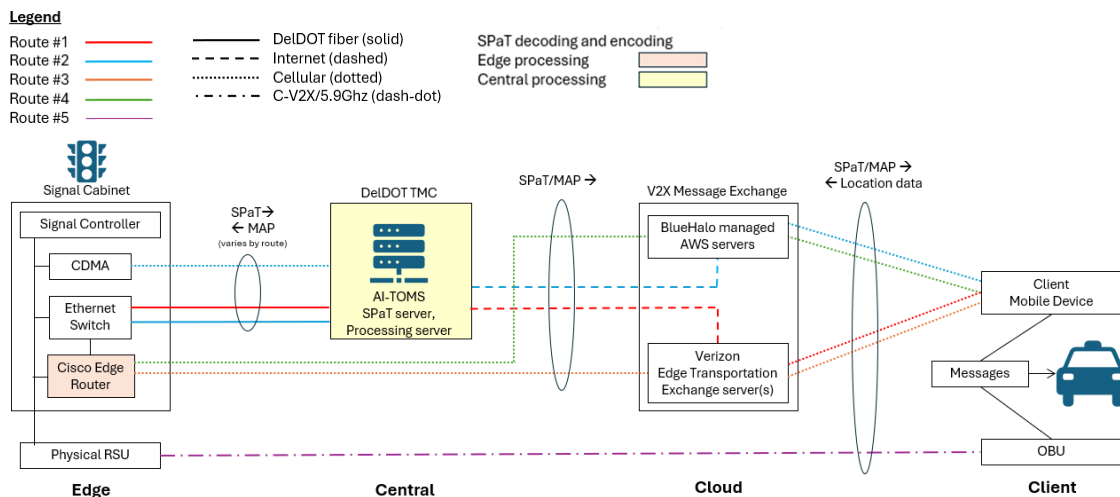 Legend
Route #1
Route #2
Route #3
Route #4
Route #5
DelDOT fiber (solid)
Internet (dashed)
Cellular (dotted)
C-V2X/5.9Ghz (dash-dot)
SPaT decoding and encoding
Edge processing
Central processing
Signal Cabinet
Signal Controller
CDMA
Ethernet
Switch
Cisco Edge
Router
Physical RSU
SPaT→
← MAP
(varies by route)
DelDOT TMC
AI-TOMS
SPaT server,
Processing server
SPaT/MAP →
V2X Message Exchange
BlueHalo managed
AWS servers
Verizon
Edge Transportation
Exchange server(s)
SPaT/MAP →
← Location data
Client
Mobile Device
Messages
OBU
Edge
Central
Cloud
Client